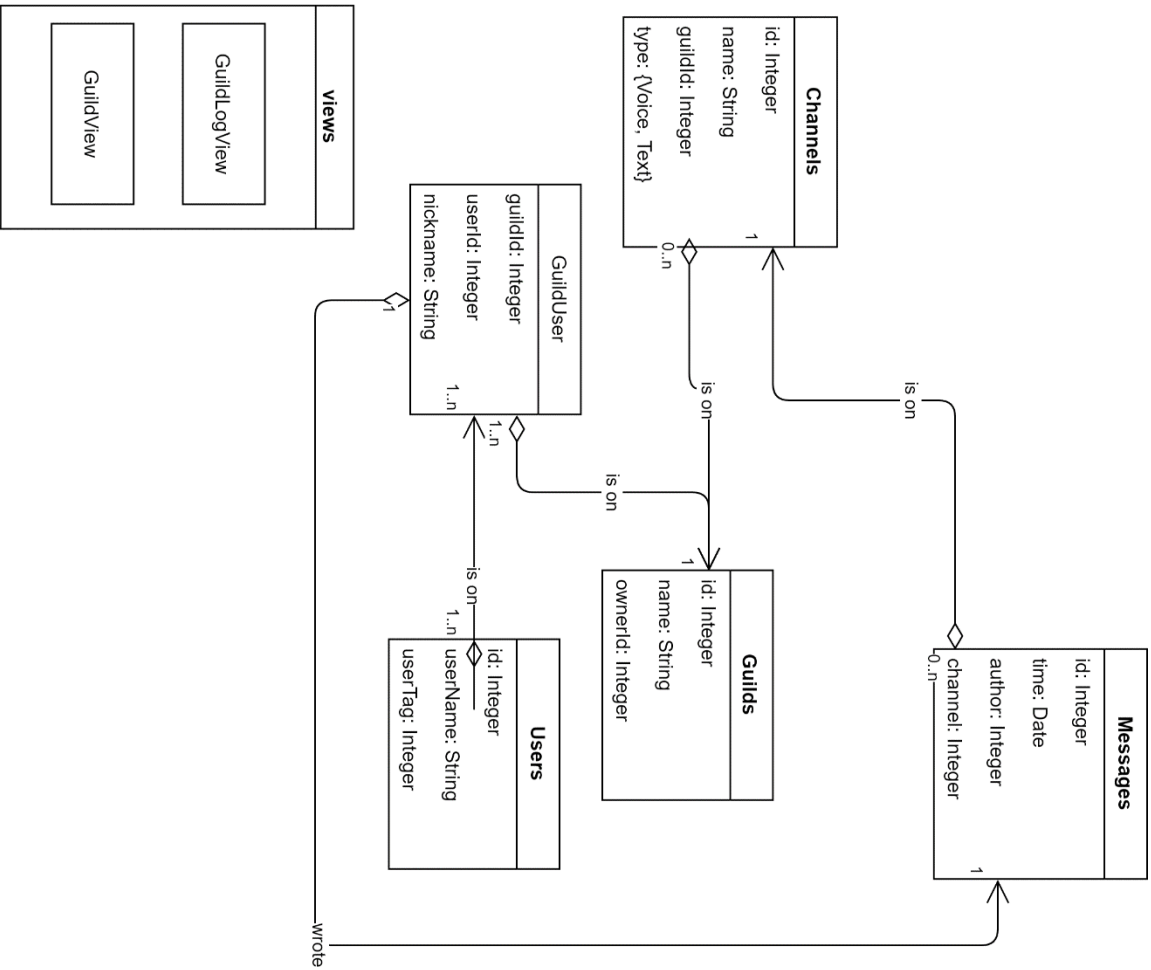 Channels
id: Integer
name: String
guildId: Integer
type: {Voice, Text}
1
0..n
is on
is on
Messages
id: Integer
time: Date
author: Integer
channel: Integer
0..n
1
views
GuildLogView
GuildView
GuildUser
guildId: Integer
userId: Integer
nickname: String
1
1..n
1..n
is on
is on
1..n
Guilds
1
id: Integer
name: String
ownerId: Integer
Users
id: Integer
userName: String
userTag: Integer
wrote